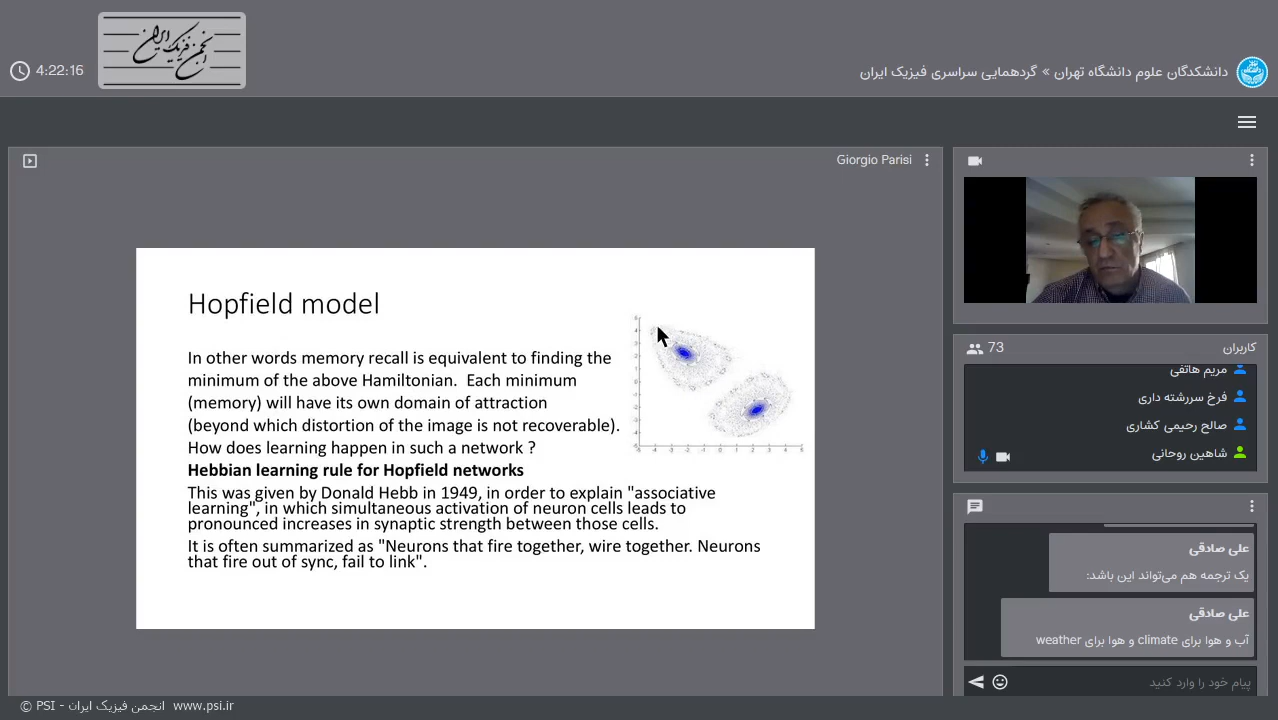 4:22:16
انجمن فیزیک ایران
دانشکدگان علوم دانشگاه تهران » گردهمایی سراسری فیزیک ایران
Giorgio Parisi
Hopfield model
In other words memory recall is equivalent to finding the
minimum of the above Hamiltonian. Each minimum
(memory) will have its own domain of attraction
(beyond which distortion of the image is not recoverable).
How does learning happen in such a network ?
Hebbian learning rule for Hopfield networks
This was given by Donald Hebb in 1949, in order to explain "associative
learning", in which simultaneous activation of neuron cells leads to
pronounced increases in synaptic strength between those cells.
It is often summarized as "Neurons that fire together, wire together. Neurons
that fire out of sync, fail to link".
73
کاربران
مریم هاتفی
فرخ سررشته داری
صالح رحیمی کشاری
شاهین روحانی
علی صادقی
یک ترجمه هم می‌تواند این باشد:
علی صادقی
آب و هوا برای climate و هوا برای weather
پیام خود را وارد کنید
© PSI - انجمن فیزیک ایران www.psi.ir